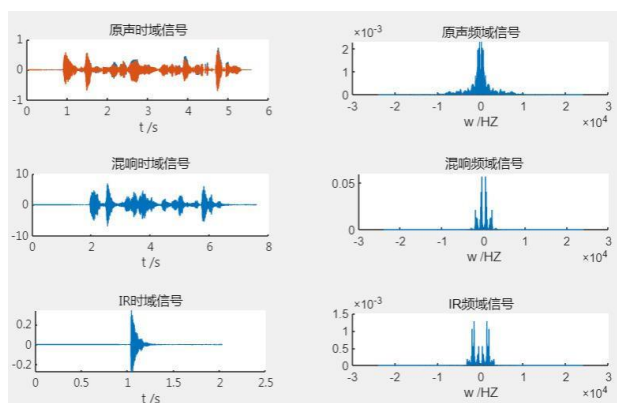 原声时域信号
1
0
-1
0 1 2 3 4 5 6
t /s
原声频域信号
×10⁻³
2
1
0
-3 -2 -1 0 1 2 3
w /HZ
×10⁴
混响时域信号
10
0
-10
0 2 4 6 8
t /s
混响频域信号
0.05
0
-3 -2 -1 0 1 2 3
w /HZ
×10⁴
IR时域信号
0.2
0
-0.2
0 0.5 1 1.5 2 2.5
t /s
IR频域信号
×10⁻³
1.5
1
0.5
0
-3 -2 -1 0 1 2 3
w /HZ
×10⁴